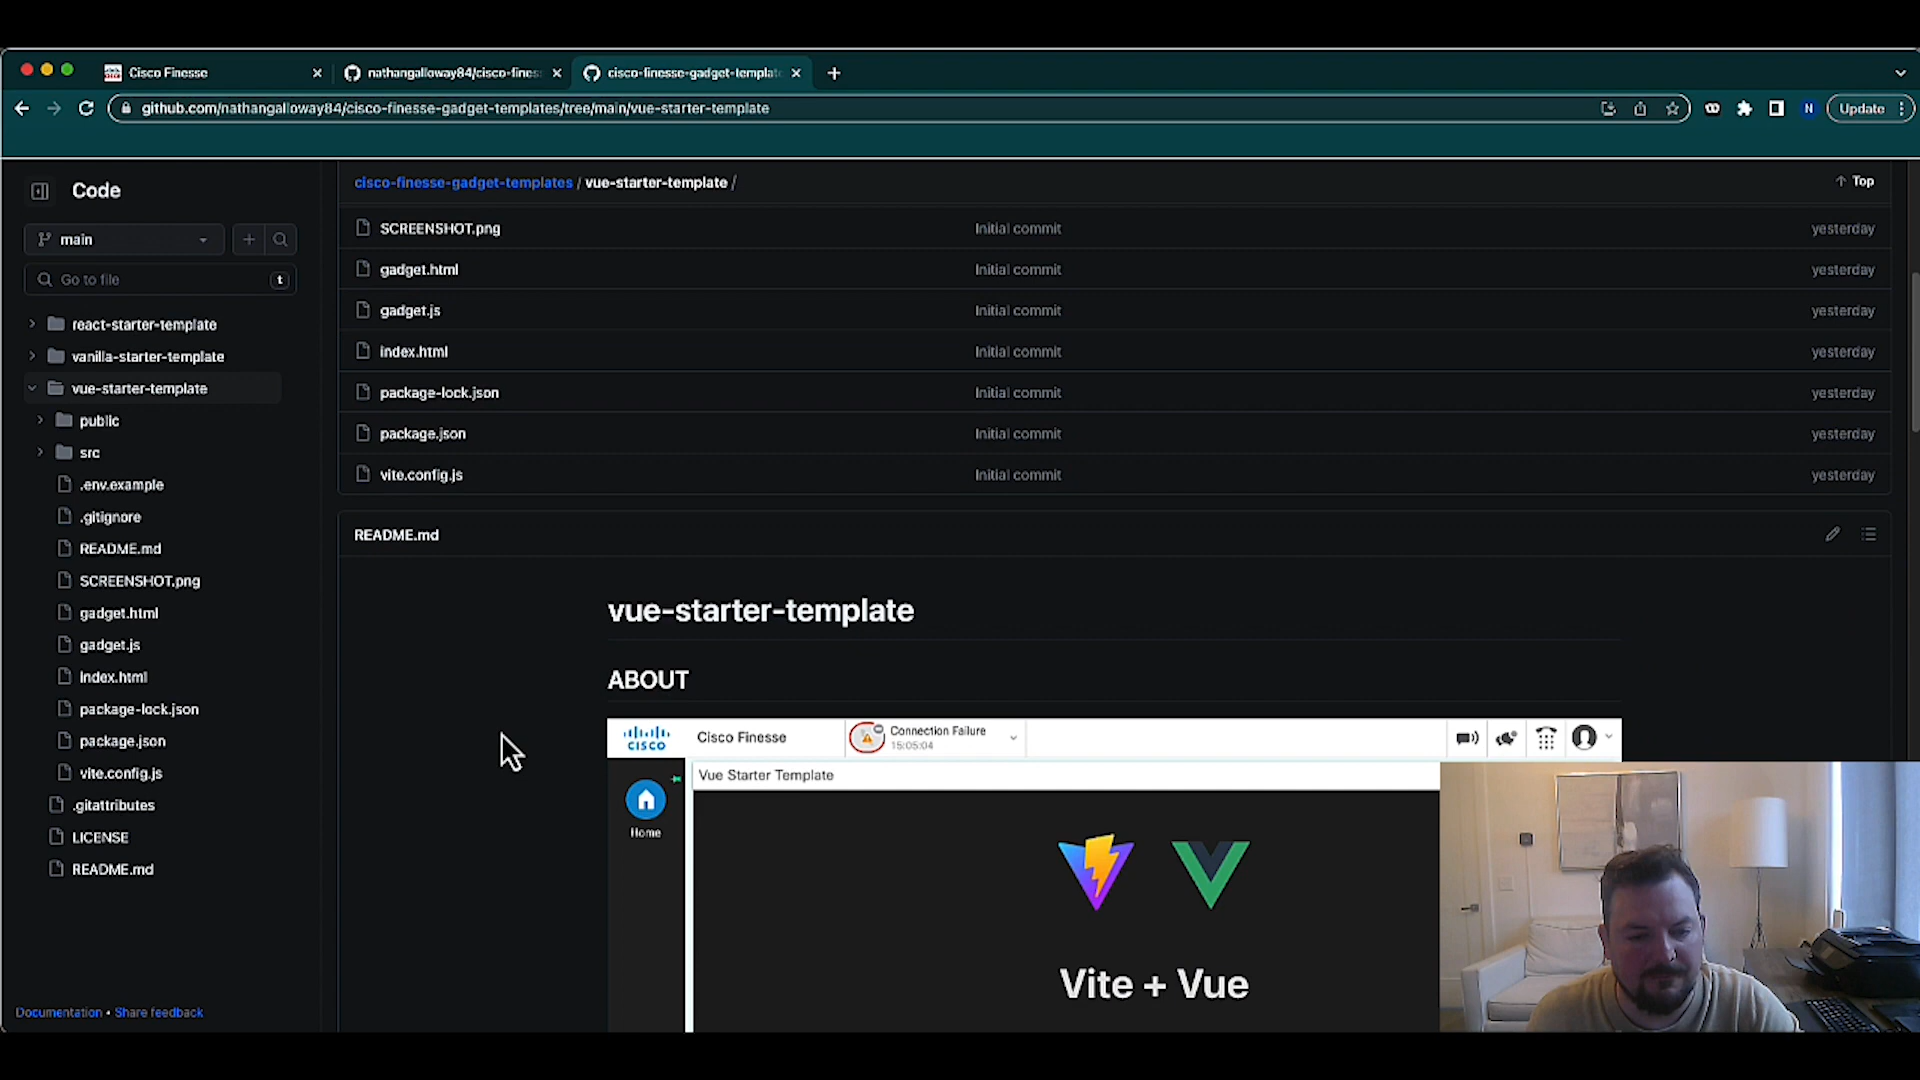 Cisco Finesse
nathangalloway84/cisco-fines
cisco-finesse-gadget-templat
github.com/nathangalloway84/cisco-finesse-gadget-templates/tree/main/vue-starter-template
N
Update
Code
main
Go to file
t
react-starter-template
vanilla-starter-template
vue-starter-template
public
src
.env.example
.gitignore
README.md
SCREENSHOT.png
gadget.html
gadget.js
index.html
package-lock.json
package.json
vite.config.js
.gitattributes
LICENSE
README.md
Documentation • Share feedback
cisco-finesse-gadget-templates / vue-starter-template /
Top
SCREENSHOT.png Initial commit yesterday
gadget.html Initial commit yesterday
gadget.js Initial commit yesterday
index.html Initial commit yesterday
package-lock.json Initial commit yesterday
package.json Initial commit yesterday
vite.config.js Initial commit yesterday
README.md
vue-starter-template
ABOUT
CISCO
Cisco Finesse
Connection Failure
15:05:04
Vue Starter Template
Home
Vite + Vue